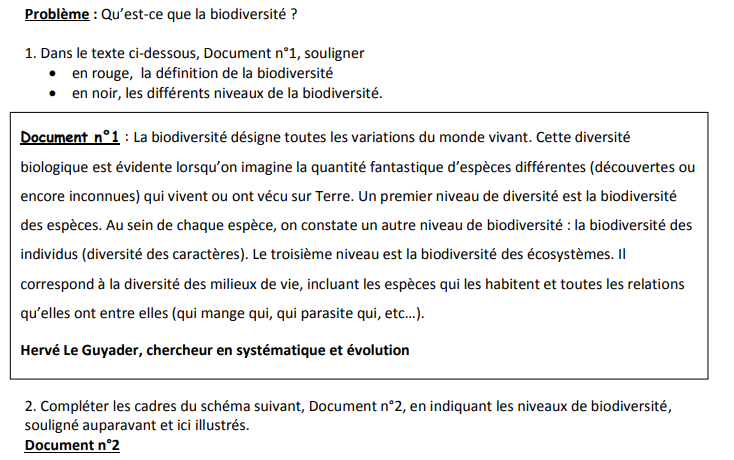 Problème : Qu’est-ce que la biodiversité ?
1. Dans le texte ci-dessous, Document n°1, souligner
• en rouge, la définition de la biodiversité
• en noir, les différents niveaux de la biodiversité.
Document n°1 : La biodiversité désigne toutes les variations du monde vivant. Cette diversité
biologique est évidente lorsqu’on imagine la quantité fantastique d’espèces différentes (découvertes ou
encore inconnues) qui vivent ou ont vécu sur Terre. Un premier niveau de diversité est la biodiversité
des espèces. Au sein de chaque espèce, on constate un autre niveau de biodiversité : la biodiversité des
individus (diversité des caractères). Le troisième niveau est la biodiversité des écosystèmes. Il
correspond à la diversité des milieux de vie, incluant les espèces qui les habitent et toutes les relations
qu’elles ont entre elles (qui mange qui, qui parasite qui, etc…).
Hervé Le Guyader, chercheur en systématique et évolution
2. Compléter les cadres du schéma suivant, Document n°2, en indiquant les niveaux de biodiversité,
souligné auparavant et ici illustrés.
Document n°2